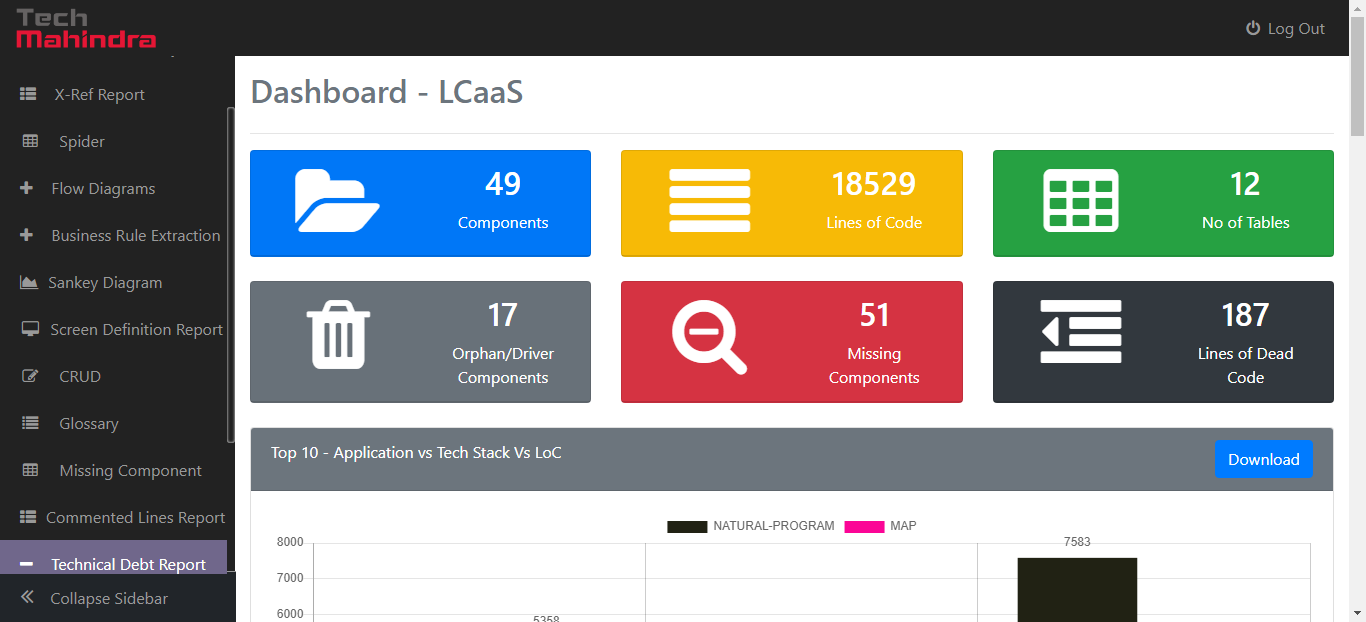 Tech
Mahindra
Log Out
X-Ref Report
Spider
Flow Diagrams
Business Rule Extraction
Sankey Diagram
Screen Definition Report
CRUD
Glossary
Missing Component
Commented Lines Report
Technical Debt Report
Collapse Sidebar
Dashboard - LCaaS
49
Components
18529
Lines of Code
12
No of Tables
17
Orphan/Driver
Components
51
Missing
Components
187
Lines of Dead
Code
Top 10 - Application vs Tech Stack Vs LoC
Download
NATURAL-PROGRAM MAP
8000
7583
7000
6000
5358